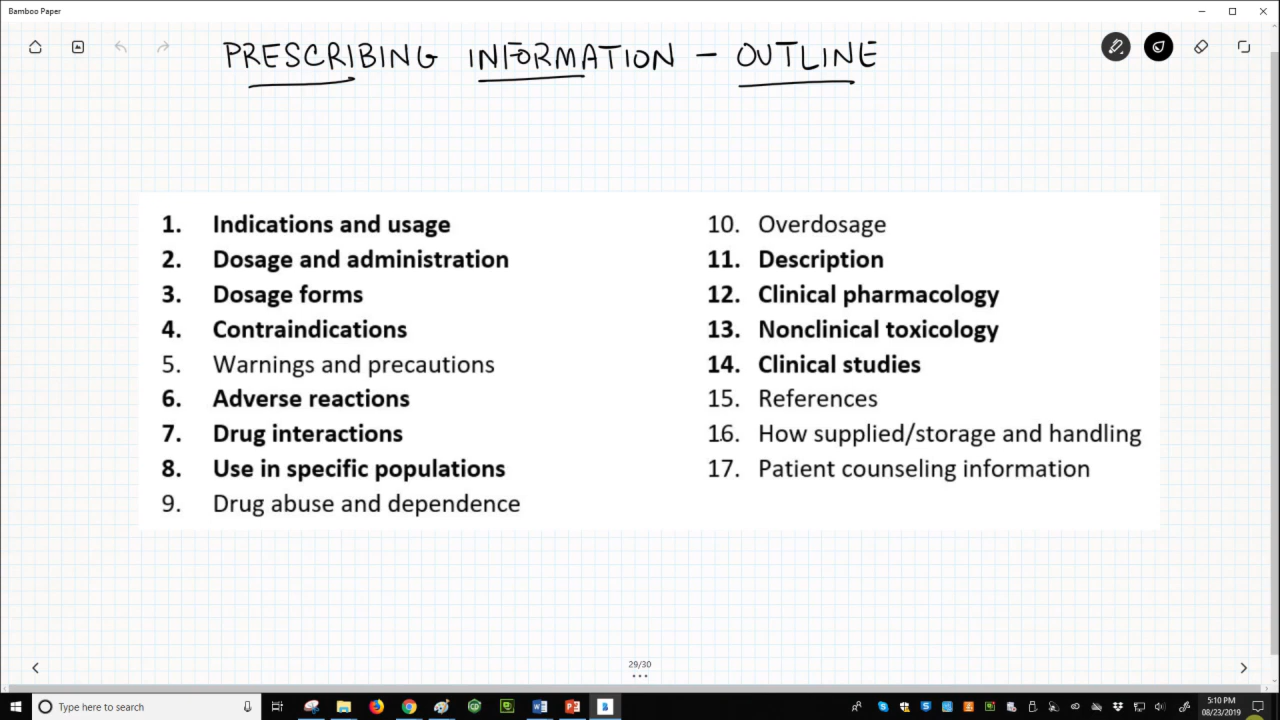 Bamboo Paper
PRESCRIBING INFORMATION - OUTLINE
1. Indications and usage
2. Dosage and administration
3. Dosage forms
4. Contraindications
5. Warnings and precautions
6. Adverse reactions
7. Drug interactions
8. Use in specific populations
9. Drug abuse and dependence
10. Overdosage
11. Description
12. Clinical pharmacology
13. Nonclinical toxicology
14. Clinical studies
15. References
16. How supplied/storage and handling
17. Patient counseling information
29/30
Type here to search
5:10 PM
08/23/2019